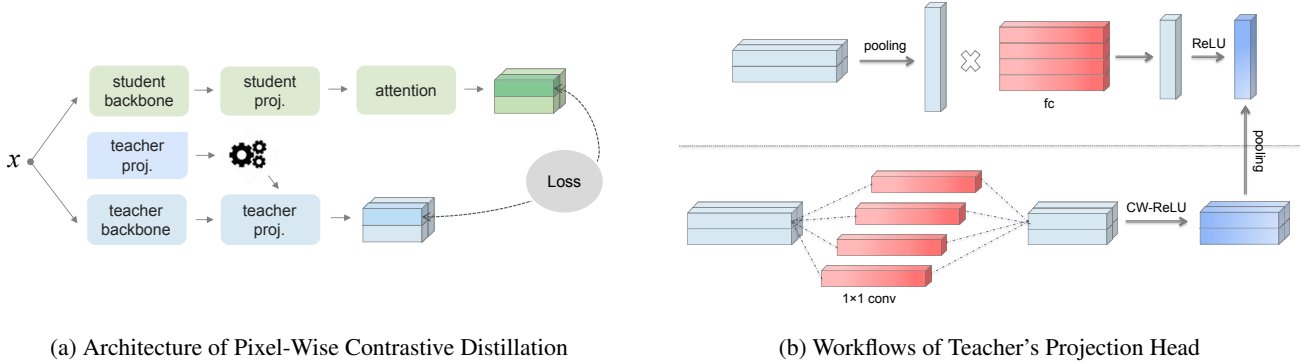 student
backbone
student
proj.
attention
x
teacher
proj.
Loss
teacher
backbone
teacher
proj.
(a) Architecture of Pixel-Wise Contrastive Distillation
pooling
fc
ReLU
pooling
CW-ReLU
1×1 conv
(b) Workflows of Teacher's Projection Head